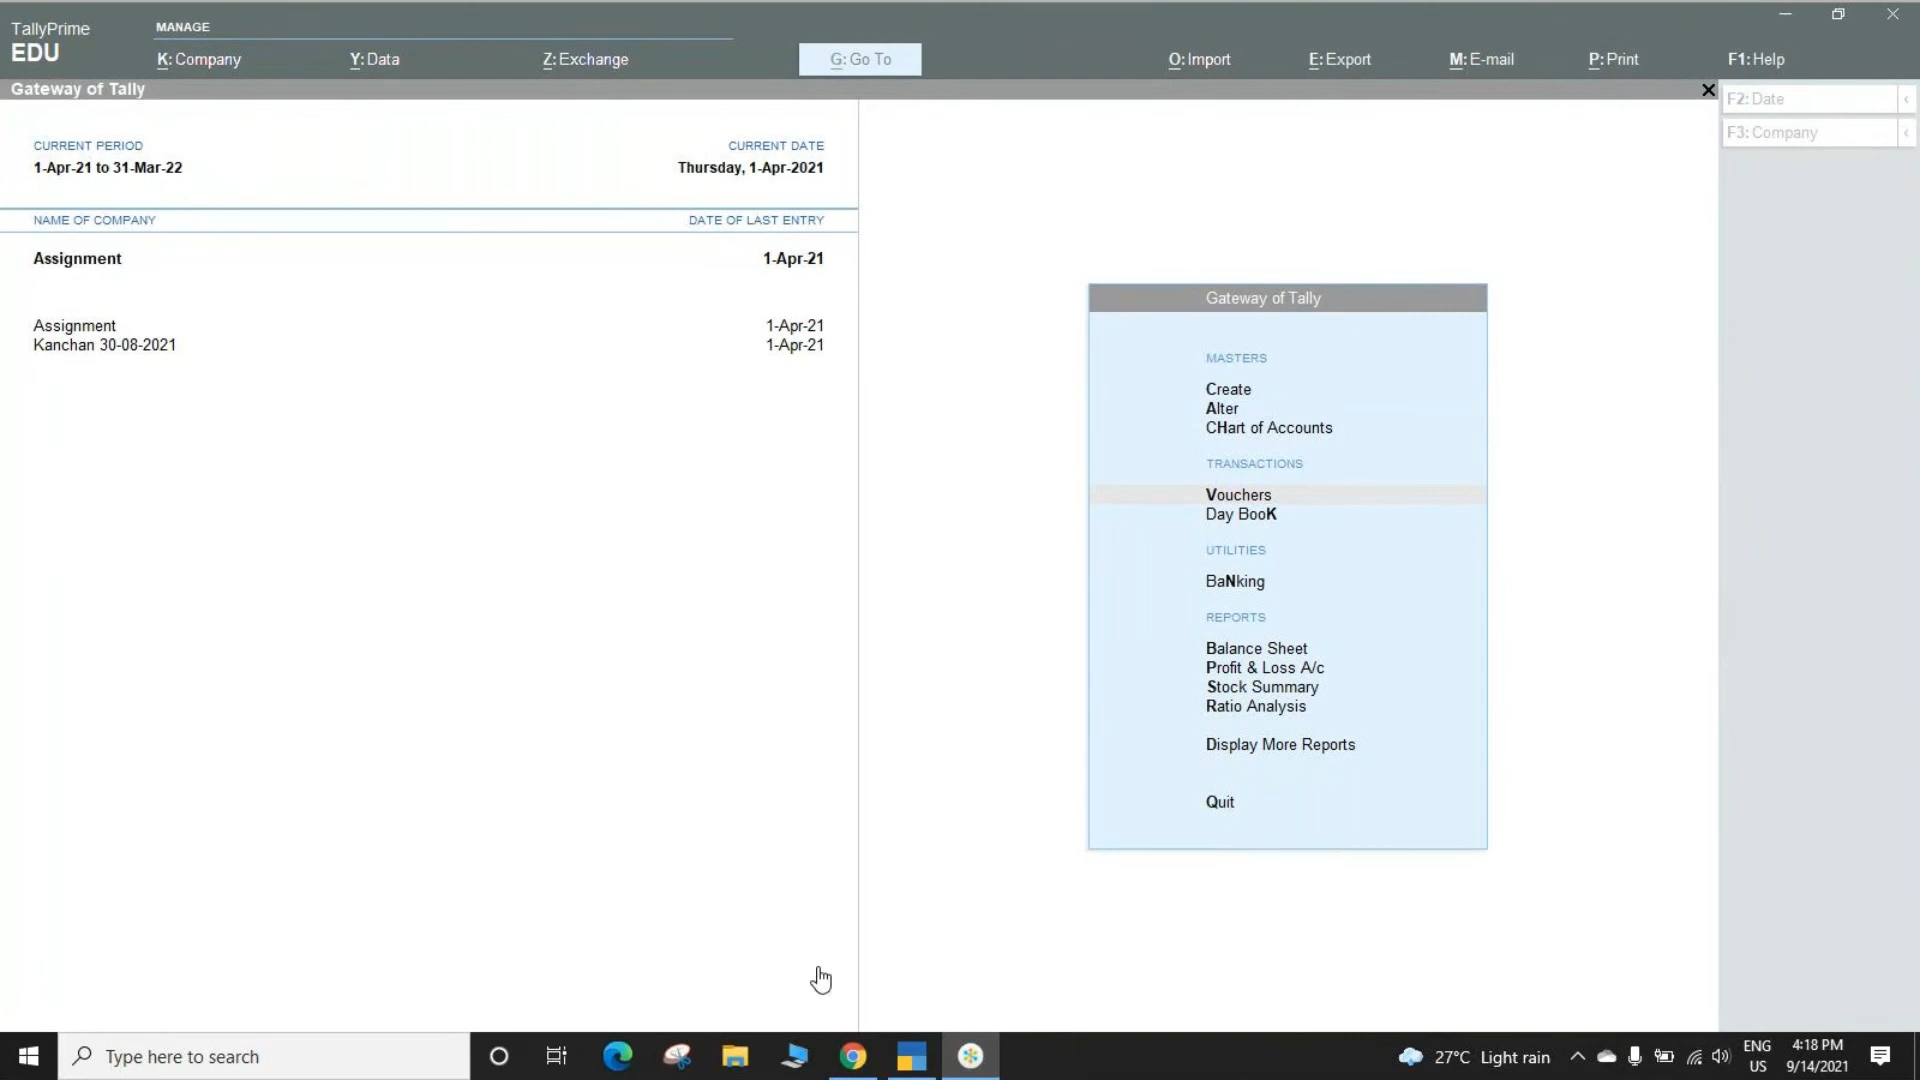 TallyPrime
EDU
MANAGE
K: Company
Y: Data
Z: Exchange
G: Go To
O: Import
E: Export
M: E-mail
P: Print
F1: Help
Gateway of Tally
F2: Date
F3: Company
CURRENT PERIOD
CURRENT DATE
1-Apr-21 to 31-Mar-22
Thursday, 1-Apr-2021
NAME OF COMPANY
DATE OF LAST ENTRY
Assignment
1-Apr-21
Assignment
1-Apr-21
Kanchan 30-08-2021
1-Apr-21
Gateway of Tally
MASTERS
Create
Alter
CHart of Accounts
TRANSACTIONS
Vouchers
Day BooK
UTILITIES
BaNking
REPORTS
Balance Sheet
Profit & Loss A/c
Stock Summary
Ratio Analysis
Display More Reports
Quit
Type here to search
27°C Light rain
ENG
US
4:18 PM
9/14/2021